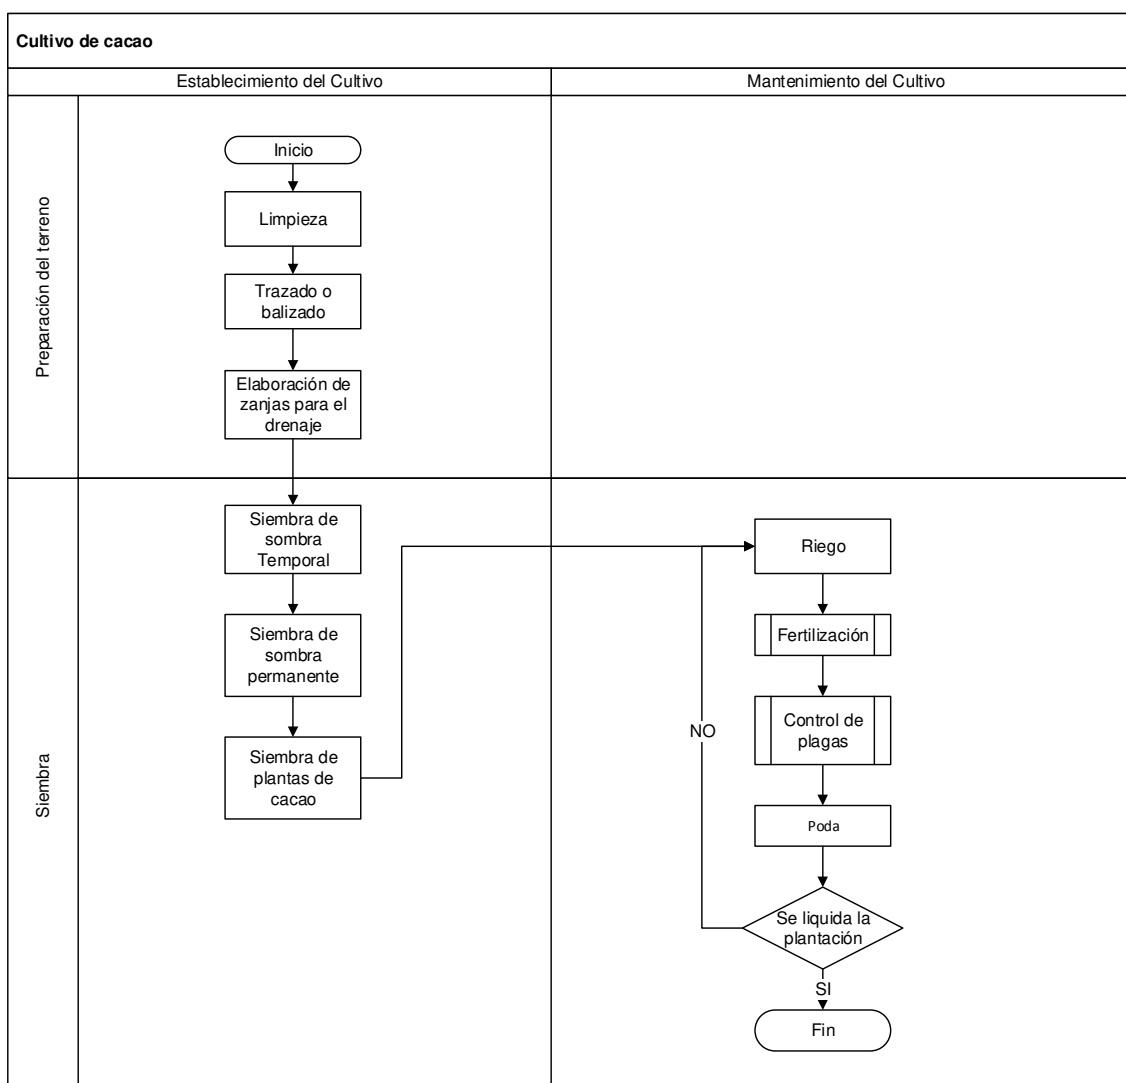 Cultivo de cacao
Establecimiento del Cultivo
Mantenimiento del Cultivo
Preparación del terreno
Inicio
Limpieza
Trazado o
balizado
Elaboración de
zanjas para el
drenaje
Siembra
Siembra de
sombra
Temporal
Siembra de
sombra
permanente
Siembra de
plantas de
cacao
Riego
Fertilización
Control de
plagas
NO
Poda
Se liquida la
plantación
SI
Fin